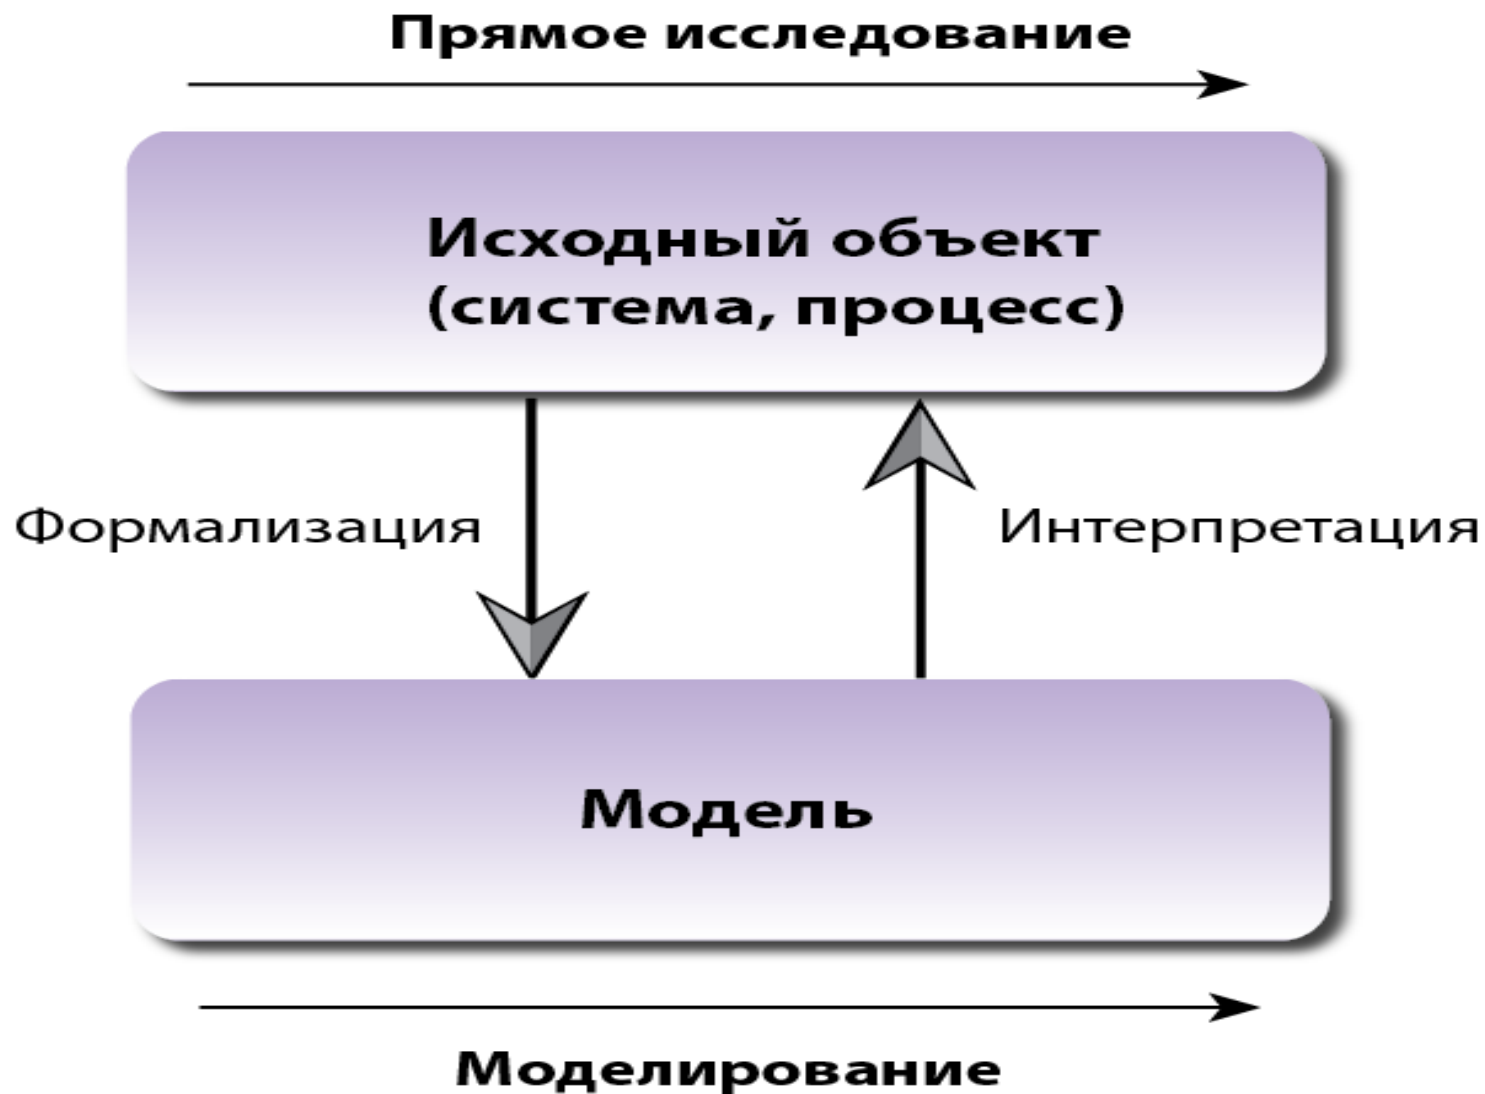 Прямое исследование
Исходный объект
(система, процесс)
Формализация
Интерпретация
Модель
Моделирование